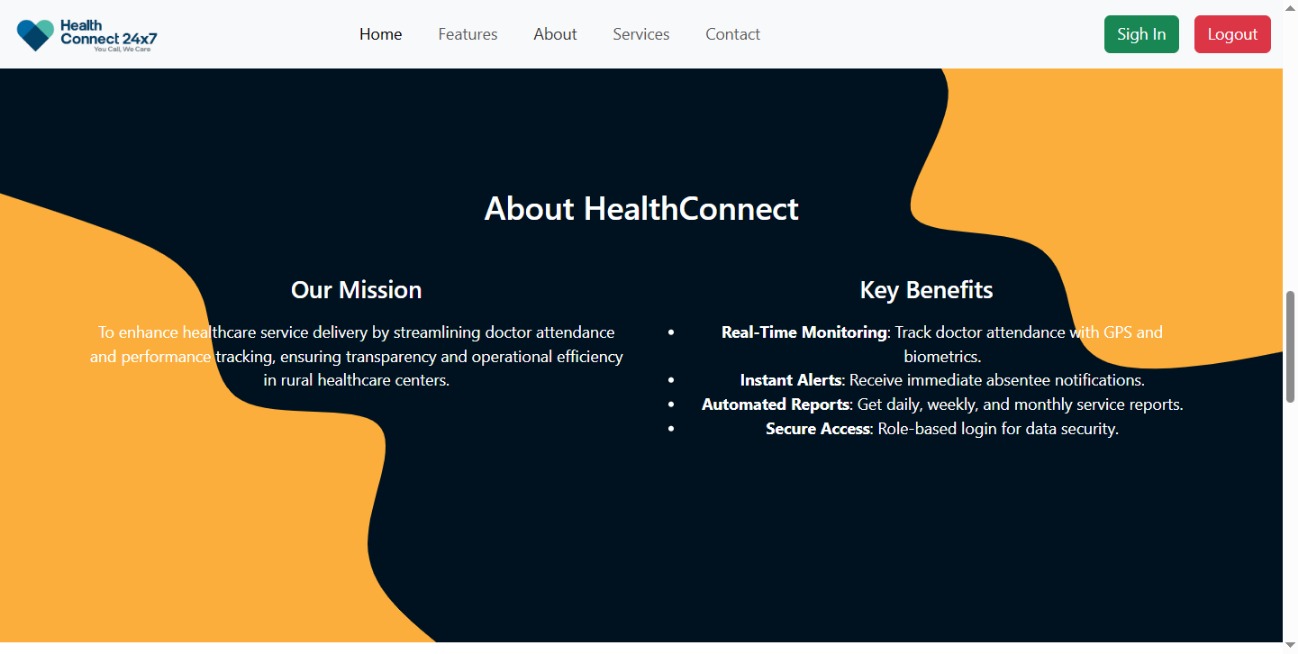 Health
Connect 24x7
You Call, We Care
Home
Features
About
Services
Contact
Sigh In
Logout
About HealthConnect
Our Mission
To enhance healthcare service delivery by streamlining doctor attendance
and performance tracking, ensuring transparency and operational efficiency
in rural healthcare centers.
Key Benefits
• Real-Time Monitoring: Track doctor attendance with GPS and
biometrics.
• Instant Alerts: Receive immediate absentee notifications.
• Automated Reports: Get daily, weekly, and monthly service reports.
• Secure Access: Role-based login for data security.